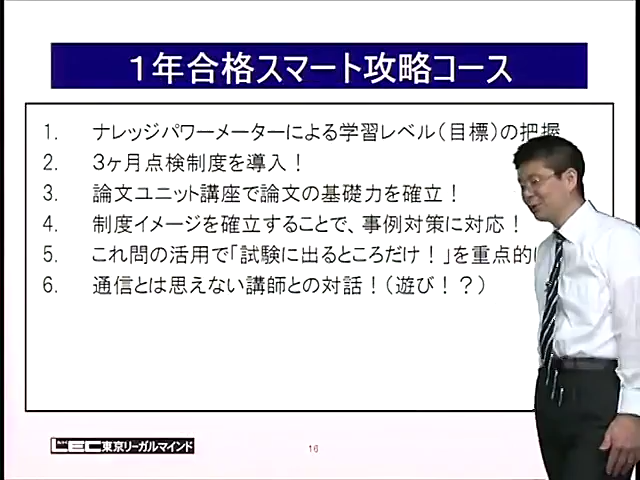 １年合格スマート攻略コース
1. ナレッジパワーメーターによる学習レベル（目標）の把握
2. ３ヶ月点検制度を導入！
3. 論文ユニット講座で論文の基礎力を確立！
4. 制度イメージを確立することで、事例対策に対応！
5. これ問の活用で「試験に出るところだけ！」を重点的
6. 通信とは思えない講師との対話！（遊び！？）
LEC東京リーガルマインド
16